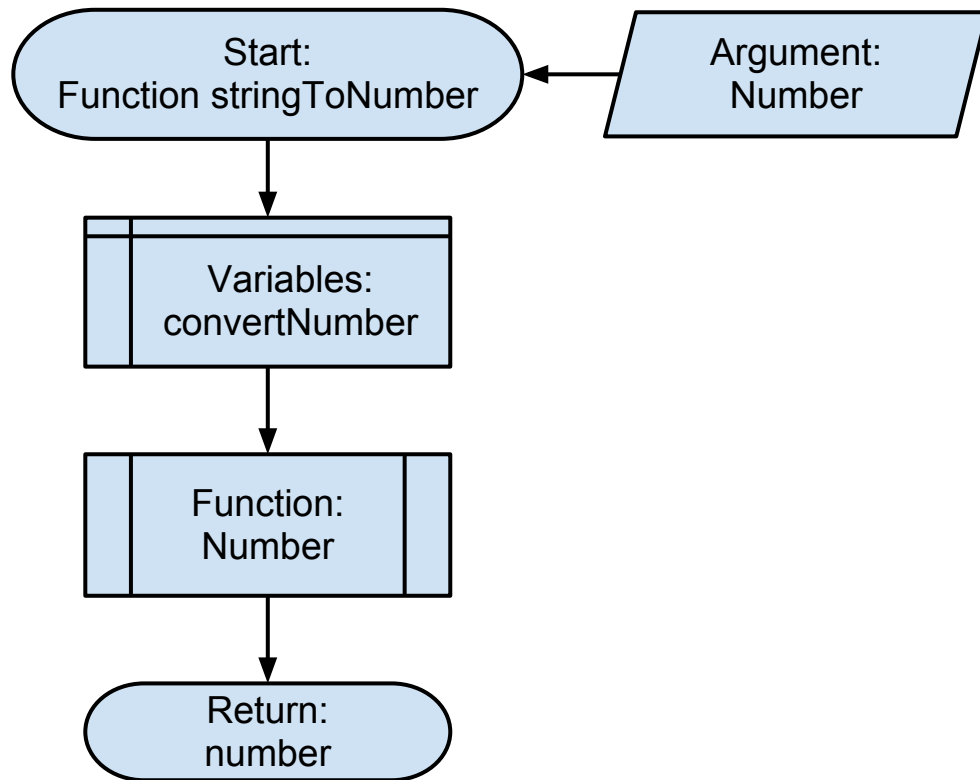 Start:
Function stringToNumber
Argument:
Number
Variables:
convertNumber
Function:
Number
Return:
number